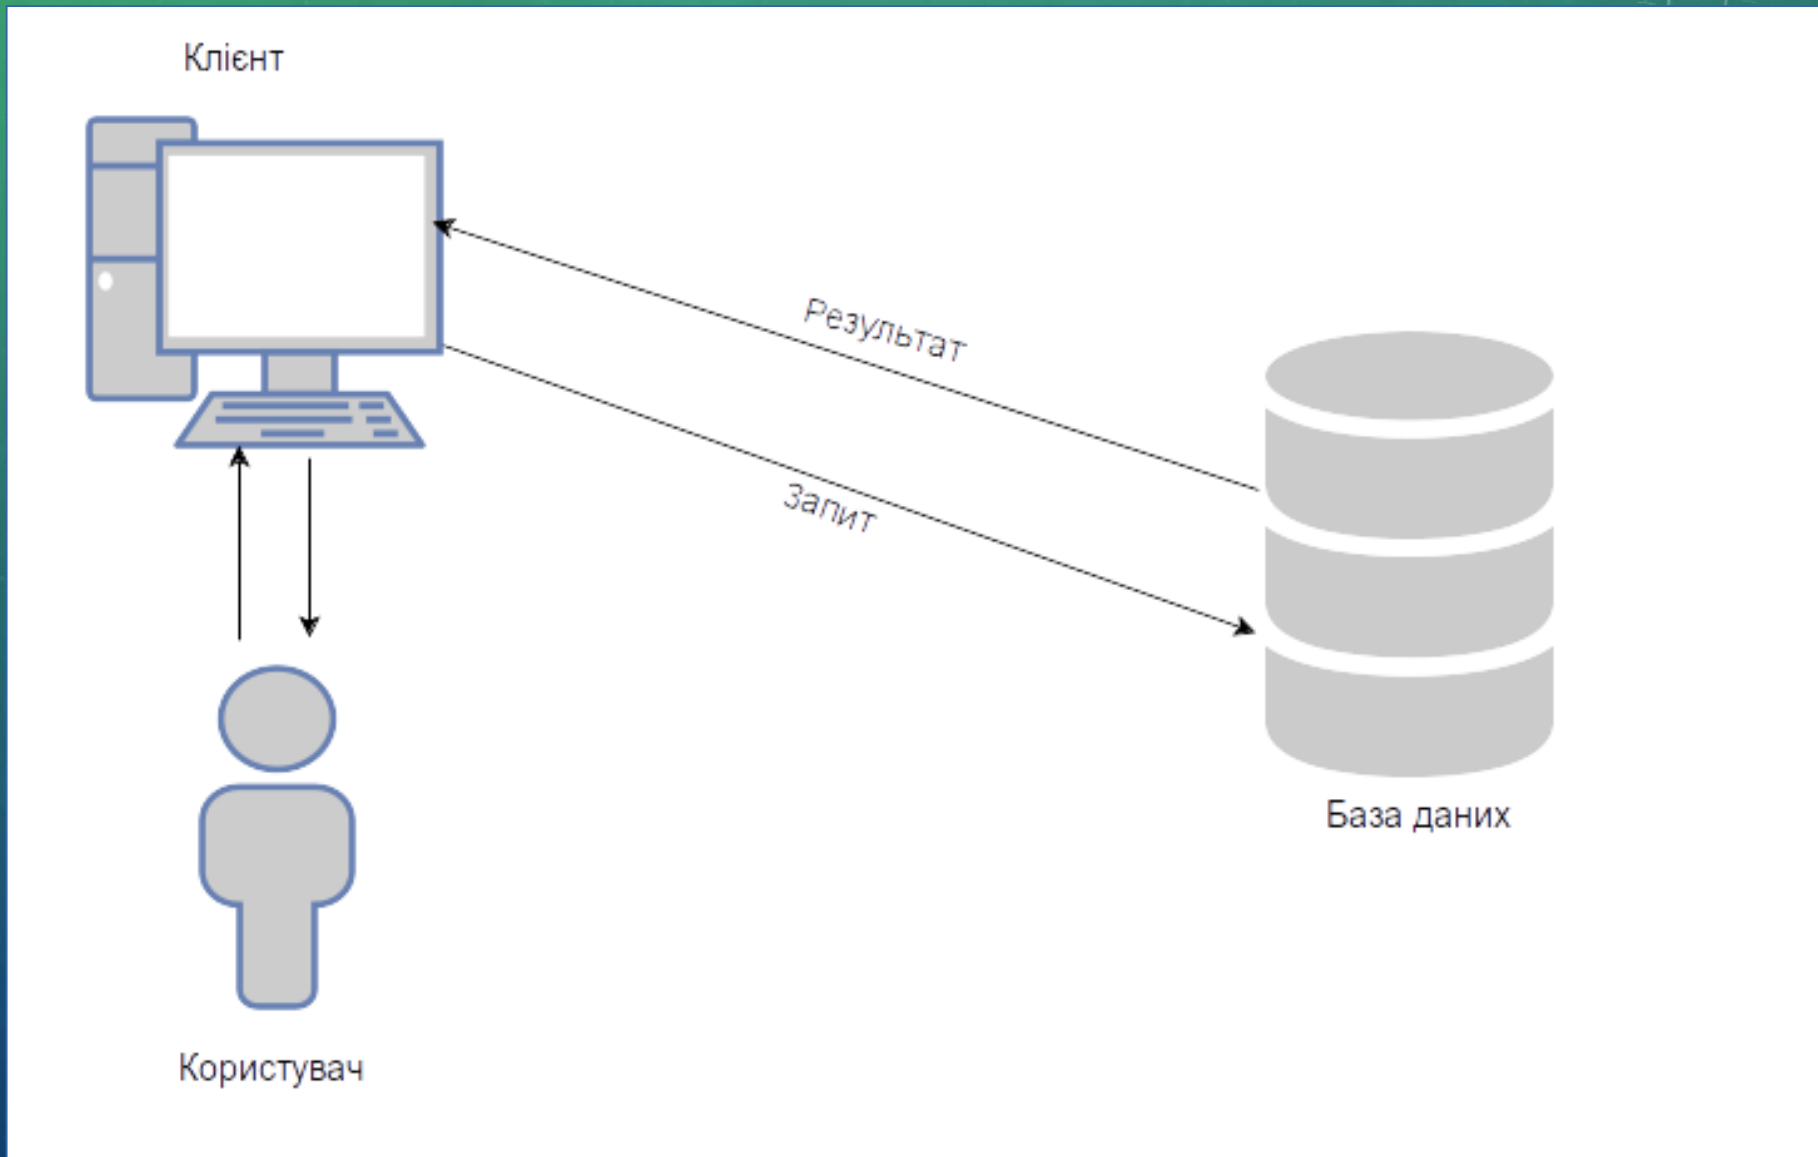 Клієнт
Результат
Запит
База даних
Користувач